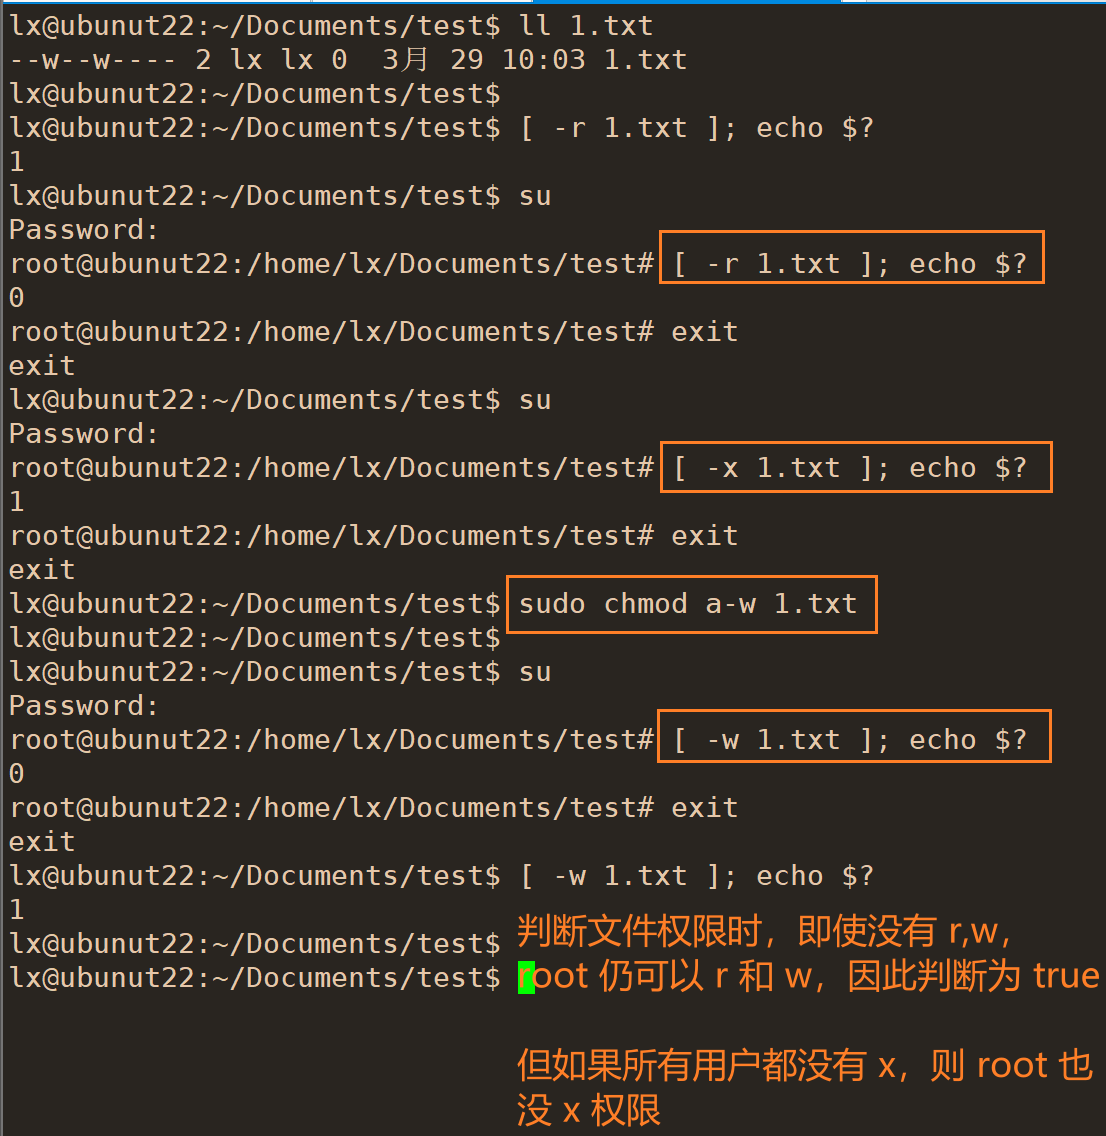 lx@ubunut22:~/Documents/test$ ll 1.txt
--w--w---- 2 lx lx 0  3月 29 10:03 1.txt
lx@ubunut22:~/Documents/test$
lx@ubunut22:~/Documents/test$ [ -r 1.txt ]; echo $?
1
lx@ubunut22:~/Documents/test$ su
Password:
root@ubunut22:/home/lx/Documents/test# [ -r 1.txt ]; echo $?
0
root@ubunut22:/home/lx/Documents/test# exit
exit
lx@ubunut22:~/Documents/test$ su
Password:
root@ubunut22:/home/lx/Documents/test# [ -x 1.txt ]; echo $?
1
root@ubunut22:/home/lx/Documents/test# exit
exit
lx@ubunut22:~/Documents/test$ sudo chmod a-w 1.txt
lx@ubunut22:~/Documents/test$
lx@ubunut22:~/Documents/test$ su
Password:
root@ubunut22:/home/lx/Documents/test# [ -w 1.txt ]; echo $?
0
root@ubunut22:/home/lx/Documents/test# exit
exit
lx@ubunut22:~/Documents/test$ [ -w 1.txt ]; echo $?
1
lx@ubunut22:~/Documents/test$
lx@ubunut22:~/Documents/test$
判断文件权限时，即使没有 r,w，
root 仍可以 r 和 w，因此判断为 true
但如果所有用户都没有 x，则 root 也
没 x 权限